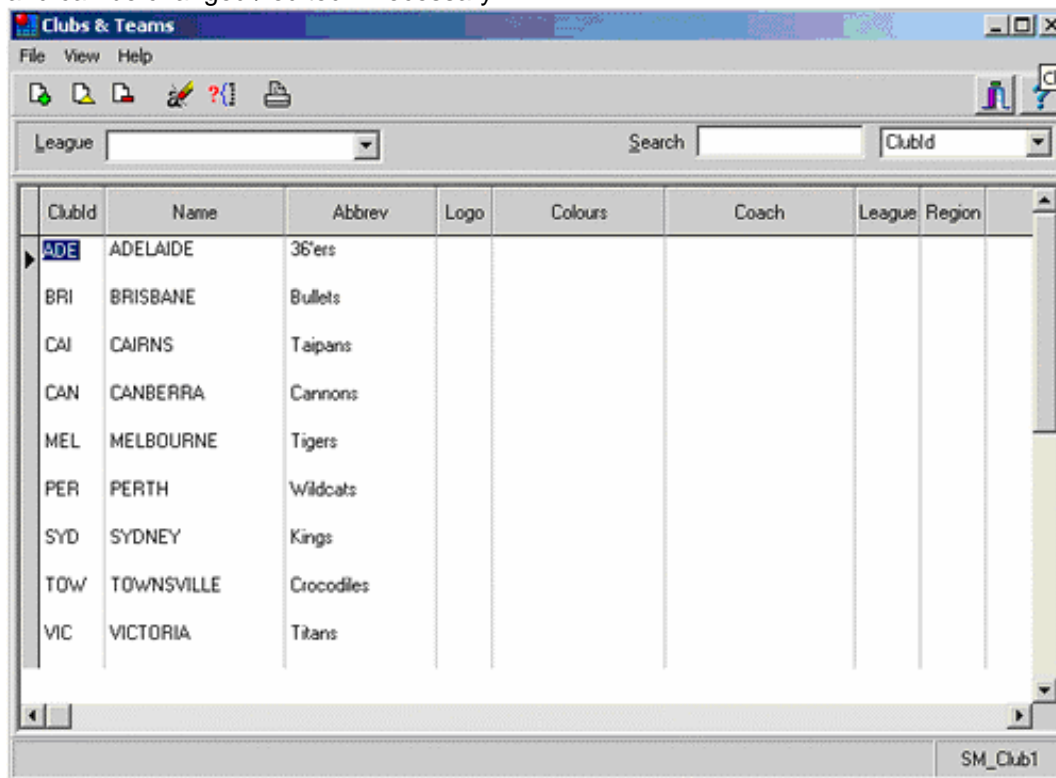 Clubs & Teams
File View Help
League Search ClubId
ClubId Name Abbrev Logo Colours Coach League Region
ADE ADELAIDE 36'ers
BRI BRISBANE Bullets
CAI CAIRNS Taipans
CAN CANBERRA Cannons
MEL MELBOURNE Tigers
PER PERTH Wildcats
SYD SYDNEY Kings
TOW TOWNSVILLE Crocodiles
VIC VICTORIA Titans
SM_Club1